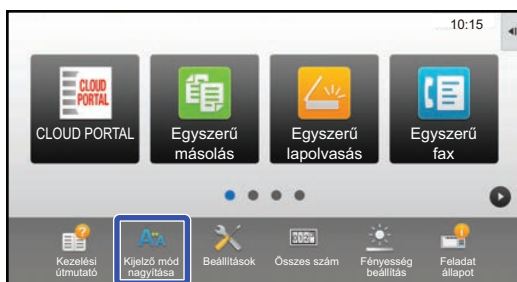 10:15
CLOUD
PORTAL
CLOUD PORTAL
Egyszerű
másolás
Egyszerű
lapolvasás
Egyszerű
fax
Kezelési
útmutató
Kijelző mód
nagyítása
Beállítások
Összes szám
Fényesség
beállítás
Feladat
állapot